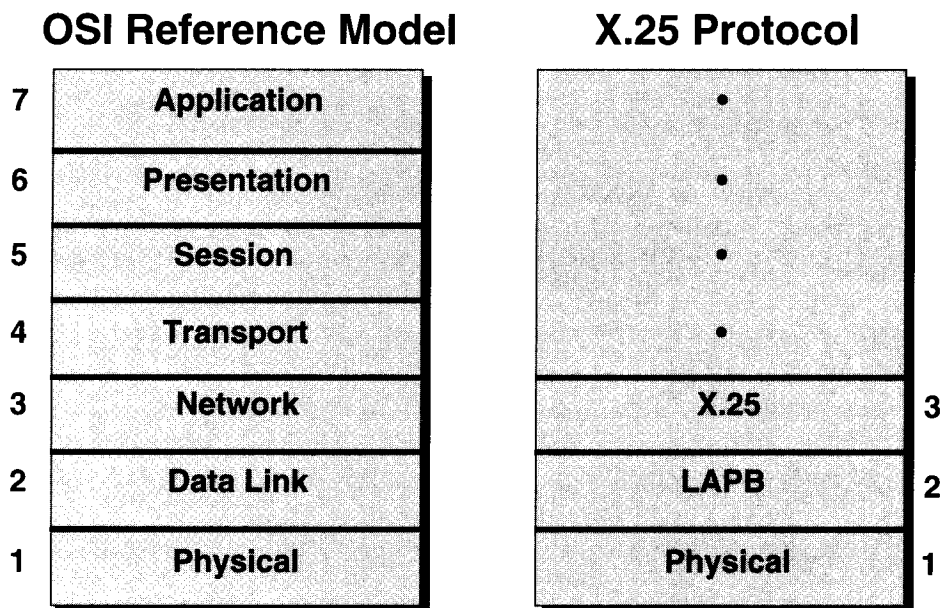 OSI Reference Model
X.25 Protocol
7 Application
6 Presentation
5 Session
4 Transport
3 Network
X.25 3
2 Data Link
LAPB 2
1 Physical
Physical 1